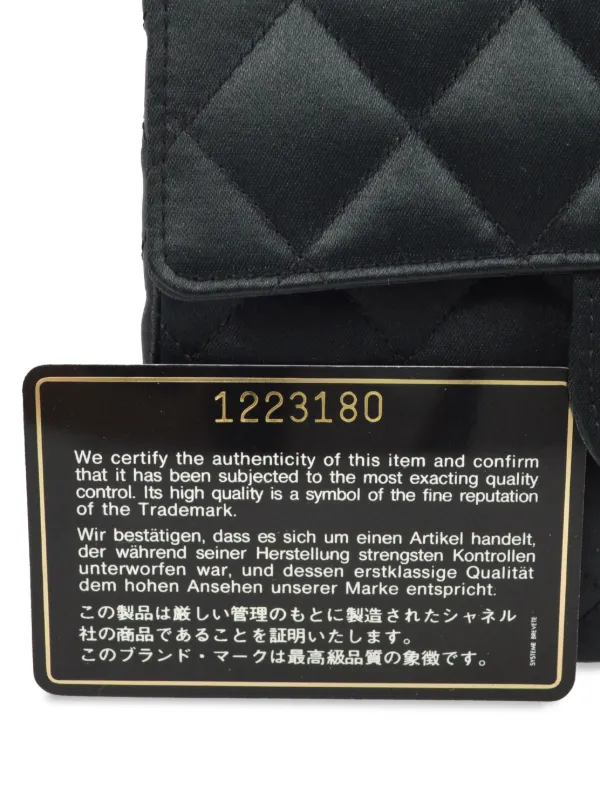 1223180
We certify the authenticity of this item and confirm
that it has been subjected to the most exacting quality
control. Its high quality is a symbol of the fine reputation
of the Trademark.
Wir bestätigen, dass es sich um einen Artikel handelt,
der während seiner Herstellung strengsten Kontrollen
unterworfen war, und dessen erstklassige Qualität
dem hohen Ansehen unserer Marke entspricht.
この製品は厳しい管理のもとに製造されたシャネル
社の商品であることを証明いたします。
このブランド・マークは最高級品質の象徴です。
SYSTEME BREVETE